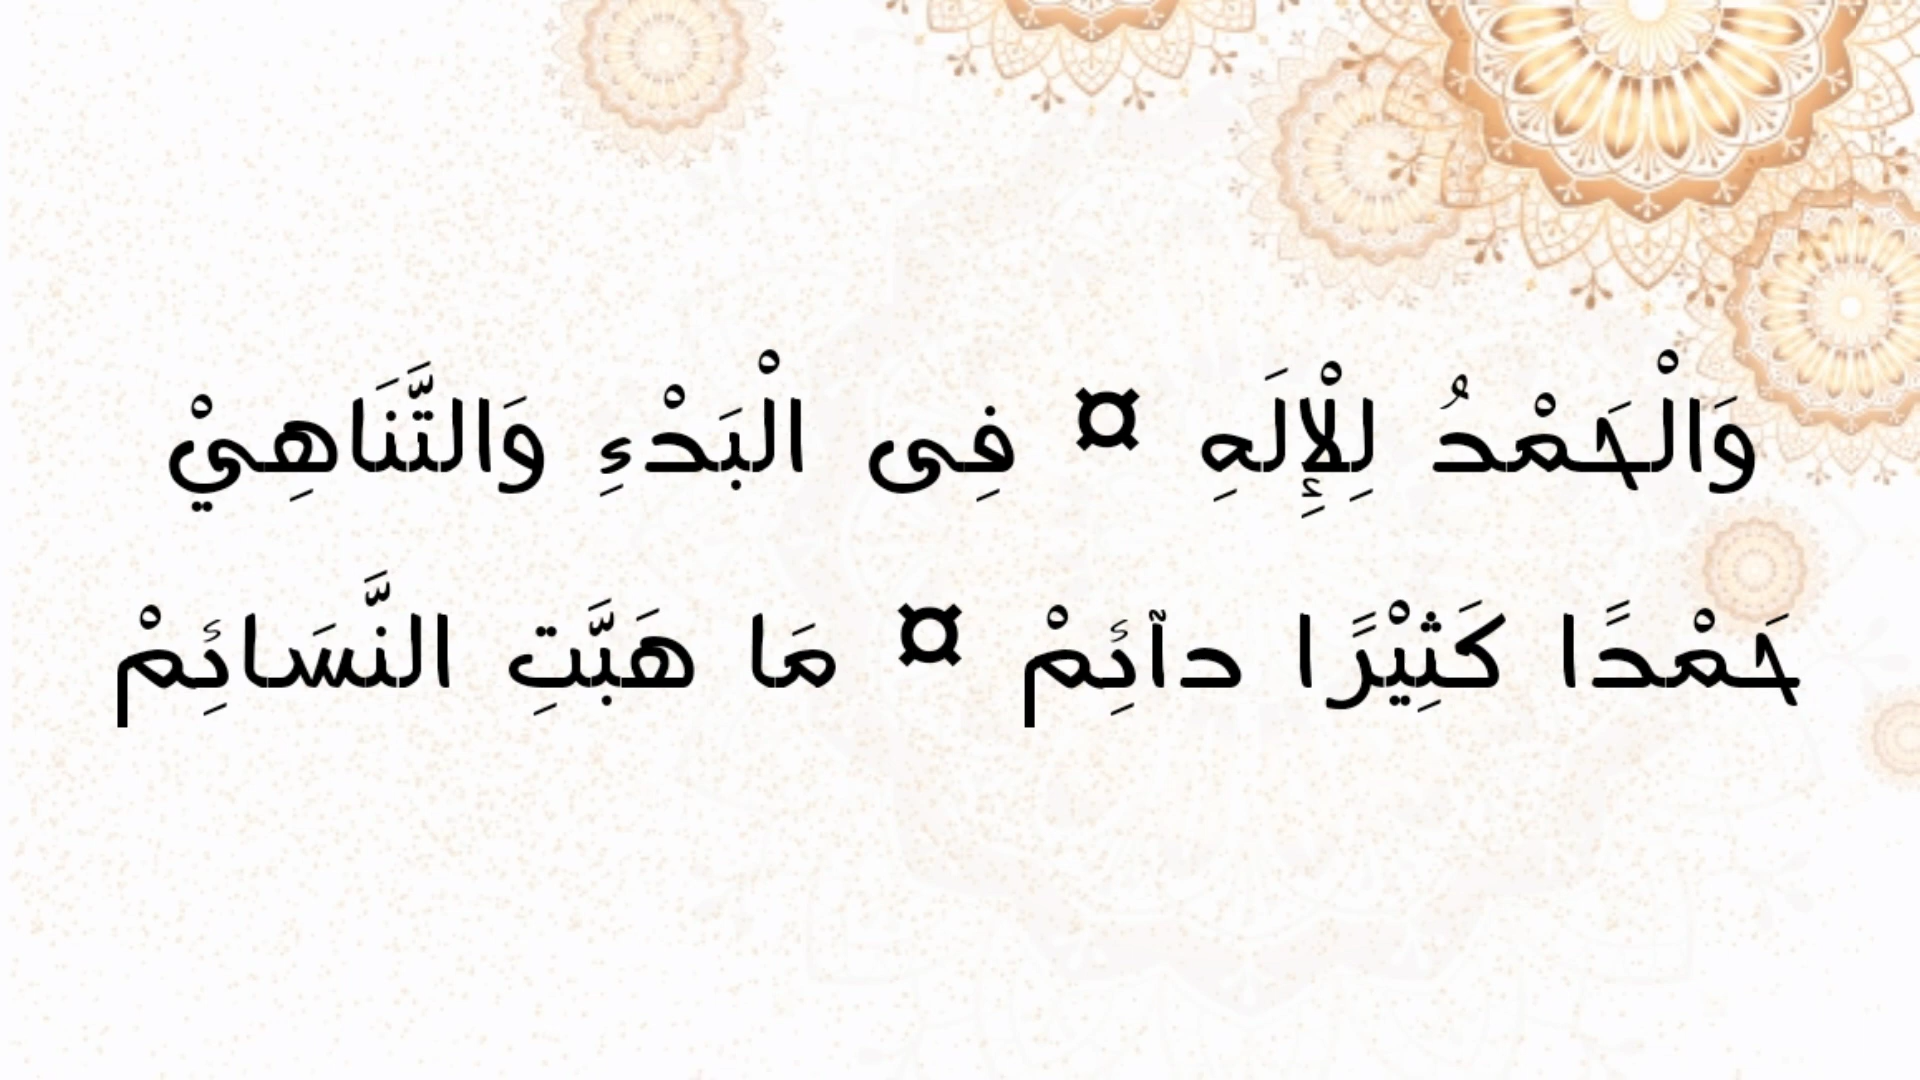 وَالْحَمْدُ لِلْإِلَهِ ¤ فِى الْبَدْءِ وَالتَّنَاهِيْ
حَمْدًا كَثِيْرًا دآئِمْ ¤ مَا هَبَّتِ النَّسَائِمْ